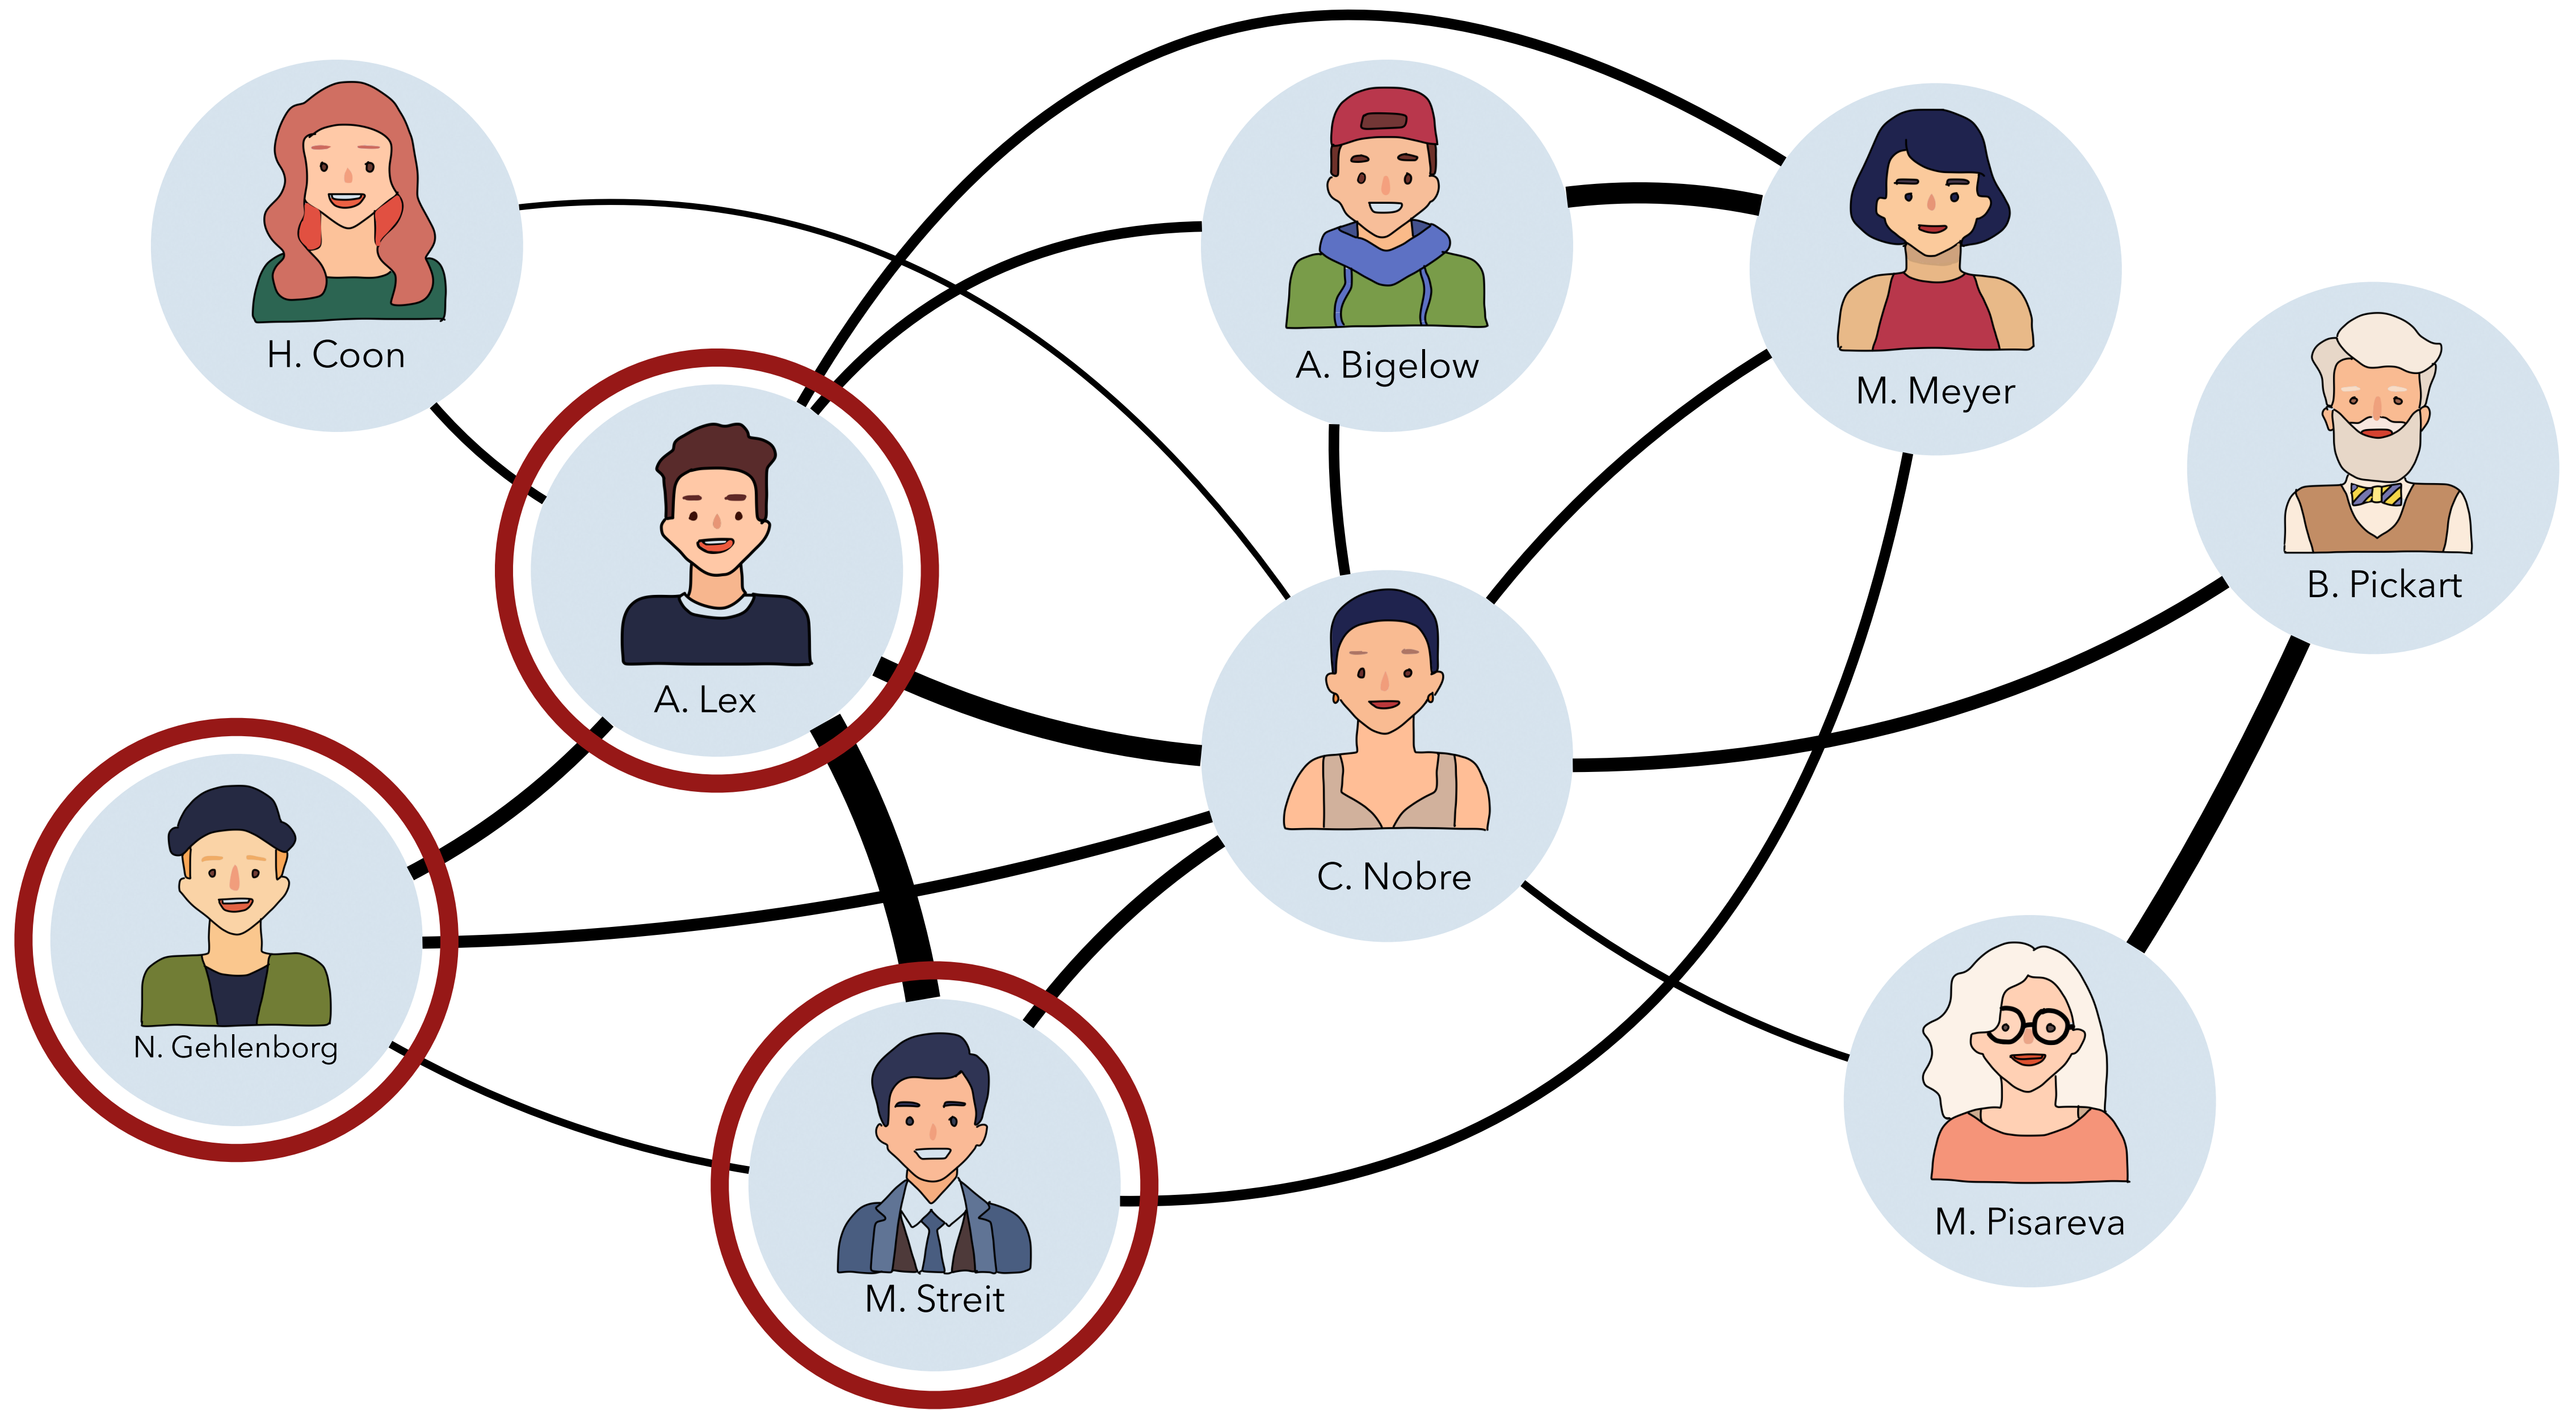 H. Coon
A. Bigelow
M. Meyer
B. Pickart
A. Lex
C. Nobre
N. Gehlenborg
M. Streit
M. Pisareva